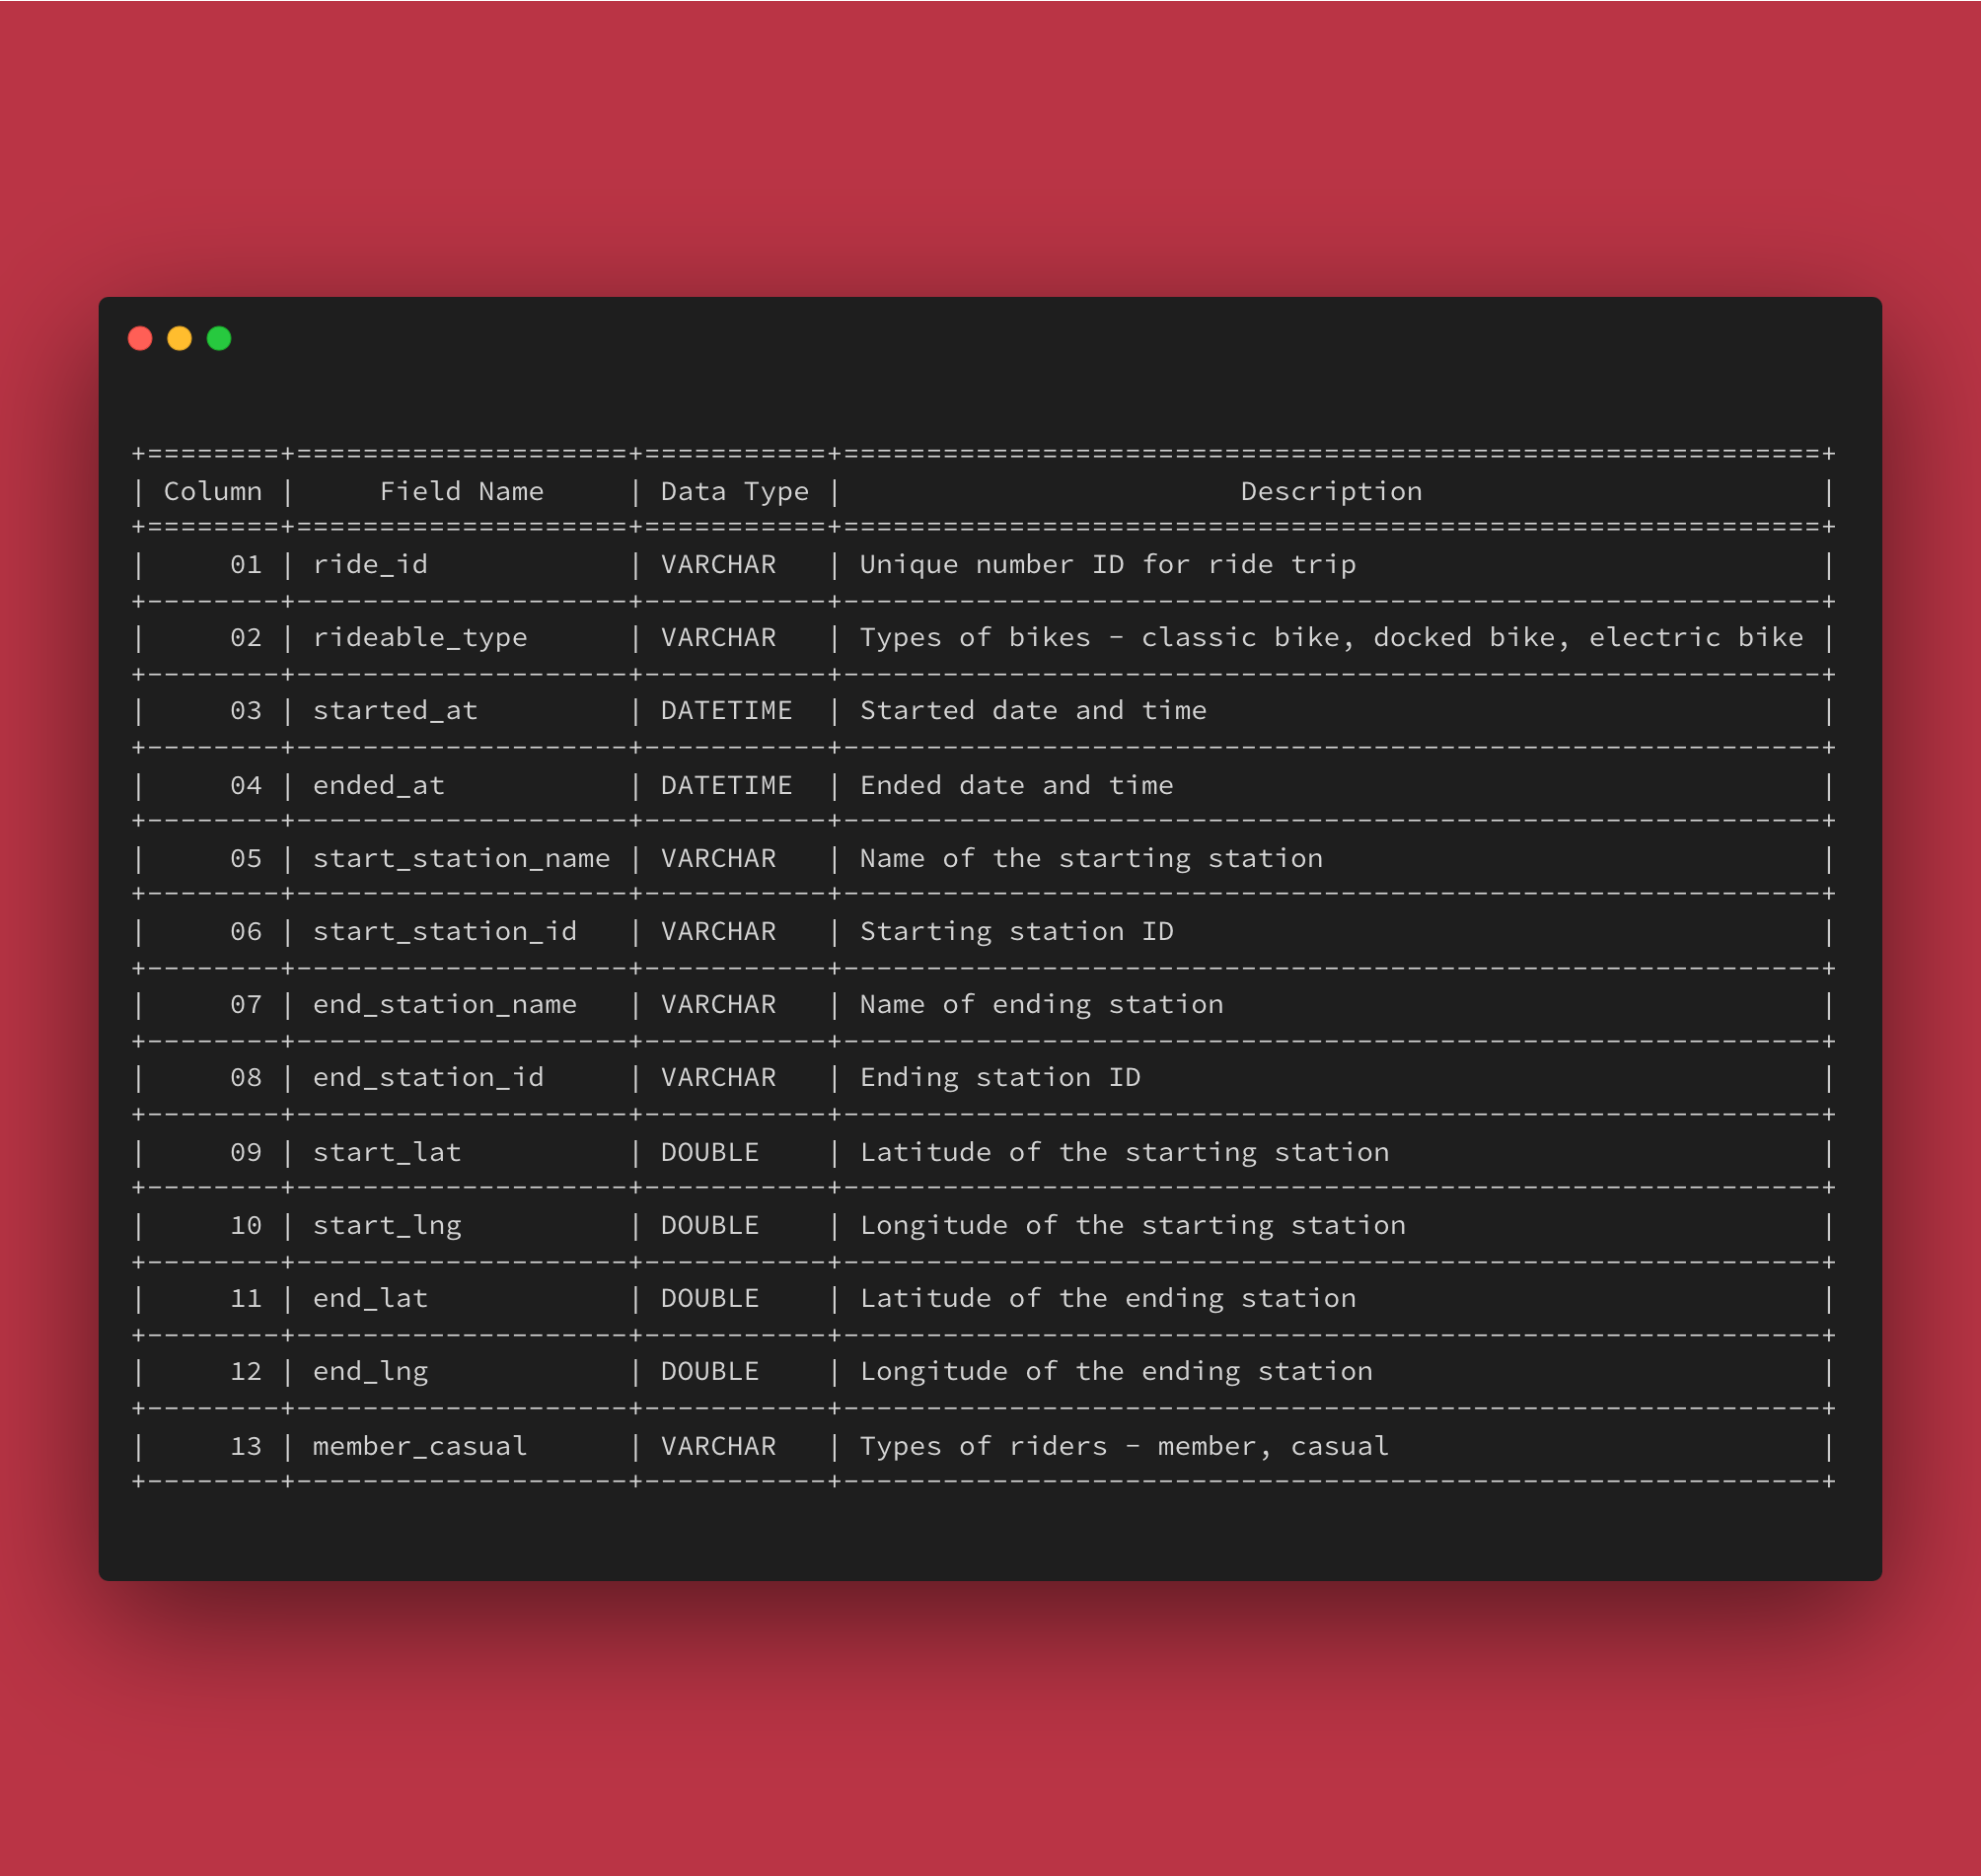 +========+====================+===========+===========================================================+
| Column |     Field Name     | Data Type |                        Description                        |
+========+====================+===========+===========================================================+
|     01 | ride_id            | VARCHAR   | Unique number ID for ride trip                            |
+--------+--------------------+-----------+-----------------------------------------------------------+
|     02 | rideable_type      | VARCHAR   | Types of bikes - classic bike, docked bike, electric bike |
+--------+--------------------+-----------+-----------------------------------------------------------+
|     03 | started_at         | DATETIME  | Started date and time                                     |
+--------+--------------------+-----------+-----------------------------------------------------------+
|     04 | ended_at           | DATETIME  | Ended date and time                                       |
+--------+--------------------+-----------+-----------------------------------------------------------+
|     05 | start_station_name | VARCHAR   | Name of the starting station                              |
+--------+--------------------+-----------+-----------------------------------------------------------+
|     06 | start_station_id   | VARCHAR   | Starting station ID                                       |
+--------+--------------------+-----------+-----------------------------------------------------------+
|     07 | end_station_name   | VARCHAR   | Name of ending station                                    |
+--------+--------------------+-----------+-----------------------------------------------------------+
|     08 | end_station_id     | VARCHAR   | Ending station ID                                         |
+--------+--------------------+-----------+-----------------------------------------------------------+
|     09 | start_lat          | DOUBLE    | Latitude of the starting station                          |
+--------+--------------------+-----------+-----------------------------------------------------------+
|     10 | start_lng          | DOUBLE    | Longitude of the starting station                         |
+--------+--------------------+-----------+-----------------------------------------------------------+
|     11 | end_lat            | DOUBLE    | Latitude of the ending station                            |
+--------+--------------------+-----------+-----------------------------------------------------------+
|     12 | end_lng            | DOUBLE    | Longitude of the ending station                           |
+--------+--------------------+-----------+-----------------------------------------------------------+
|     13 | member_casual      | VARCHAR   | Types of riders - member, casual                          |
+--------+--------------------+-----------+-----------------------------------------------------------+